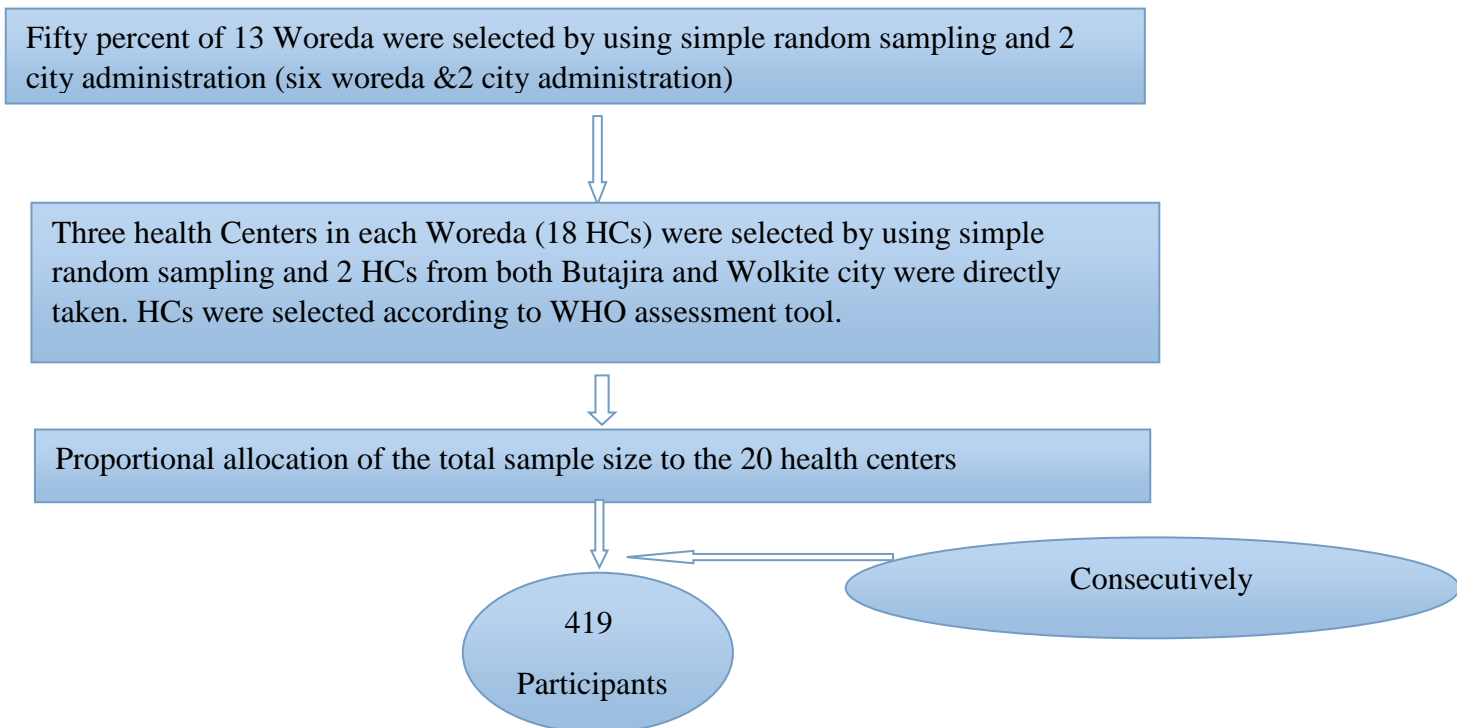 Fifty percent of 13 Woreda were selected by using simple random sampling and 2
city administration (six woreda &2 city administration)
Three health Centers in each Woreda (18 HCs) were selected by using simple
random sampling and 2 HCs from both Butajira and Wolkite city were directly
taken. HCs were selected according to WHO assessment tool.
Proportional allocation of the total sample size to the 20 health centers
Consecutively
419
Participants